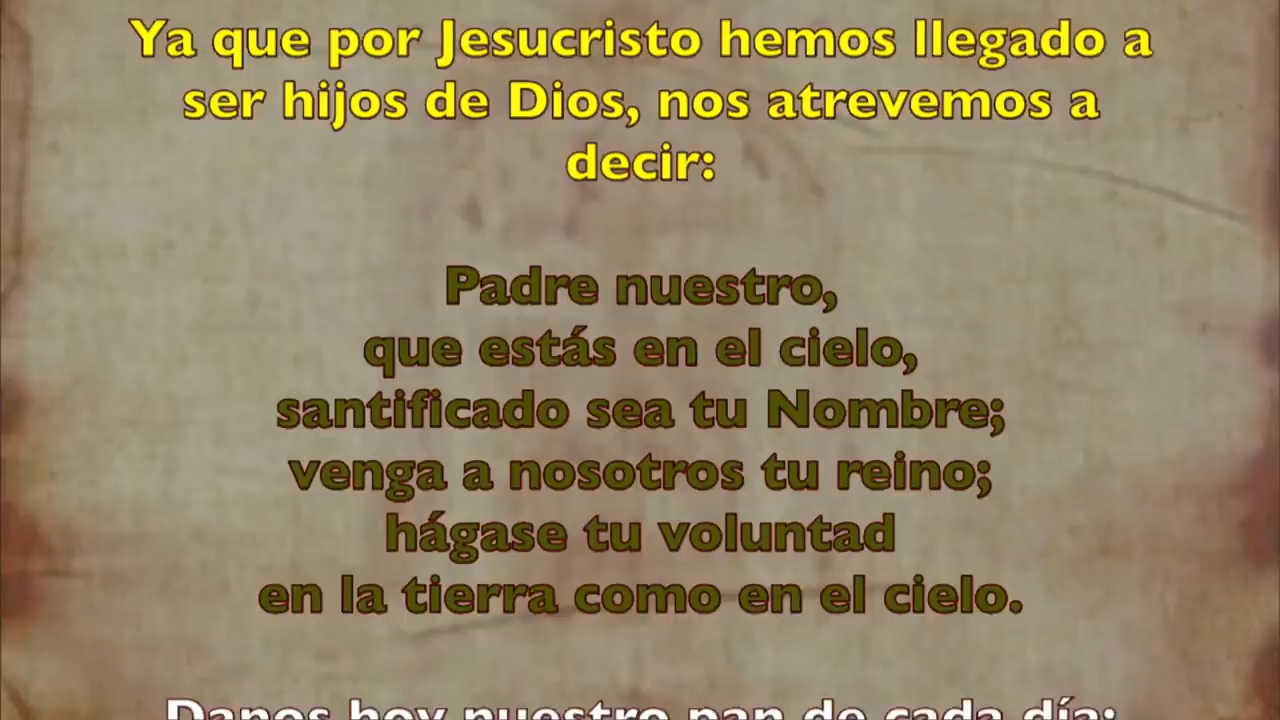 Ya que por Jesucristo hemos llegado a
ser hijos de Dios, nos atrevemos a
decir:
Padre nuestro,
que estás en el cielo,
santificado sea tu Nombre;
venga a nosotros tu reino;
hágase tu voluntad
en la tierra como en el cielo.
Danos hoy nuestro pan de cada día;